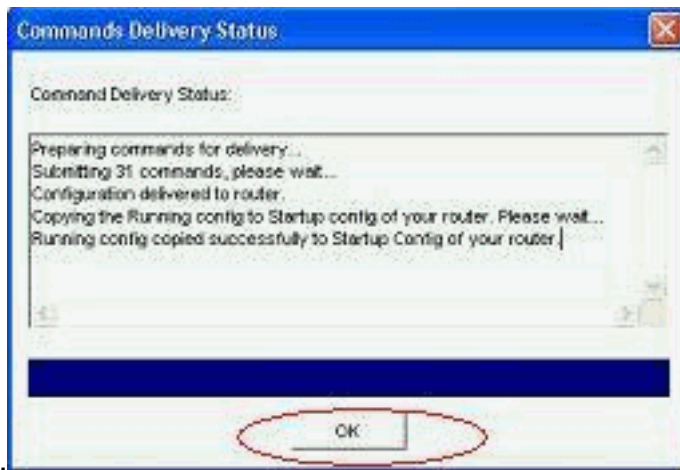 Commands Delivery Status
Command Delivery Status:
Preparing commands for delivery...
Submitting 31 commands, please wait...
Configuration delivered to router.
Copying the Running config to Startup config of your router. Please wait...
Running config copied successfully to Startup Config of your router.
OK